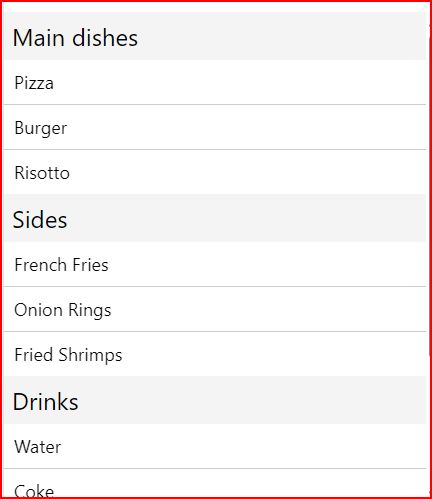 Main dishes
Pizza
Burger
Risotto
Sides
French Fries
Onion Rings
Fried Shrimps
Drinks
Water
Coke